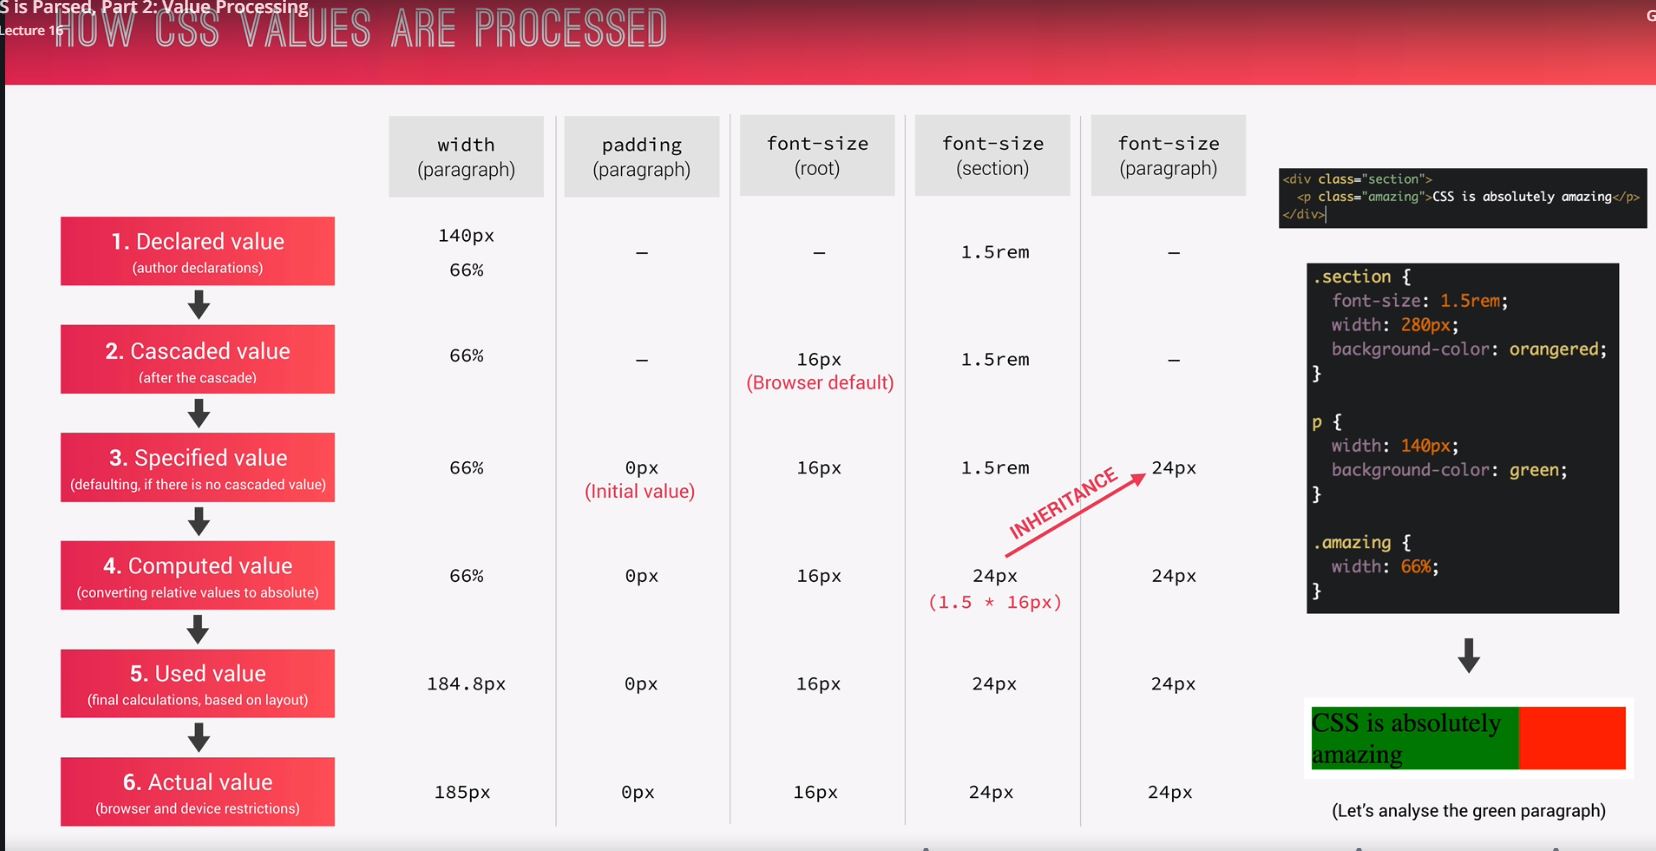 S is Parsed, Part 2: Value Processing
Lecture 16
HOW CSS VALUES ARE PROCESSED
G
width
(paragraph)
padding
(paragraph)
font-size
(root)
font-size
(section)
font-size
(paragraph)
1. Declared value
(author declarations)
140px
66%
–
–
1.5rem
–
2. Cascaded value
(after the cascade)
66%
–
16px
(Browser default)
1.5rem
–
3. Specified value
(defaulting, if there is no cascaded value)
66%
0px
(Initial value)
16px
1.5rem
INHERITANCE
24px
4. Computed value
(converting relative values to absolute)
66%
0px
16px
24px
(1.5 * 16px)
24px
5. Used value
(final calculations, based on layout)
184.8px
0px
16px
24px
24px
6. Actual value
(browser and device restrictions)
185px
0px
16px
24px
24px
<div class="section">
<p class="amazing">CSS is absolutely amazing</p>
</div>
.section {
font-size: 1.5rem;
width: 280px;
background-color: orangered;
}
p {
width: 140px;
background-color: green;
}
.amazing {
width: 66%;
}
CSS is absolutely
amazing
(Let's analyse the green paragraph)